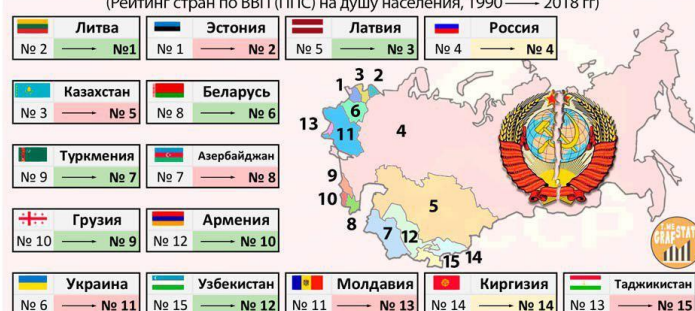 (Рейтинг стран по ВВП (ППС) на душу населения, 1990 → 2018 гг)
Литва
№ 2 → №1
Эстония
№ 1 → № 2
Латвия
№ 5 → № 3
Россия
№ 4 → № 4
Казахстан
№ 3 → № 5
Беларусь
№ 8 → № 6
Туркмения
№ 9 → № 7
Азербайджан
№ 7 → № 8
Грузия
№ 10 → № 9
Армения
№ 12 → № 10
1
3
2
6
13
11
4
9
10
8
5
7
12
15
14
СССР
GRAF-STAT
Украина
№ 6 → № 11
Узбекистан
№ 15 → № 12
Молдавия
№ 11 → № 13
Киргизия
№ 14 → № 14
Таджикистан
№ 13 → № 15